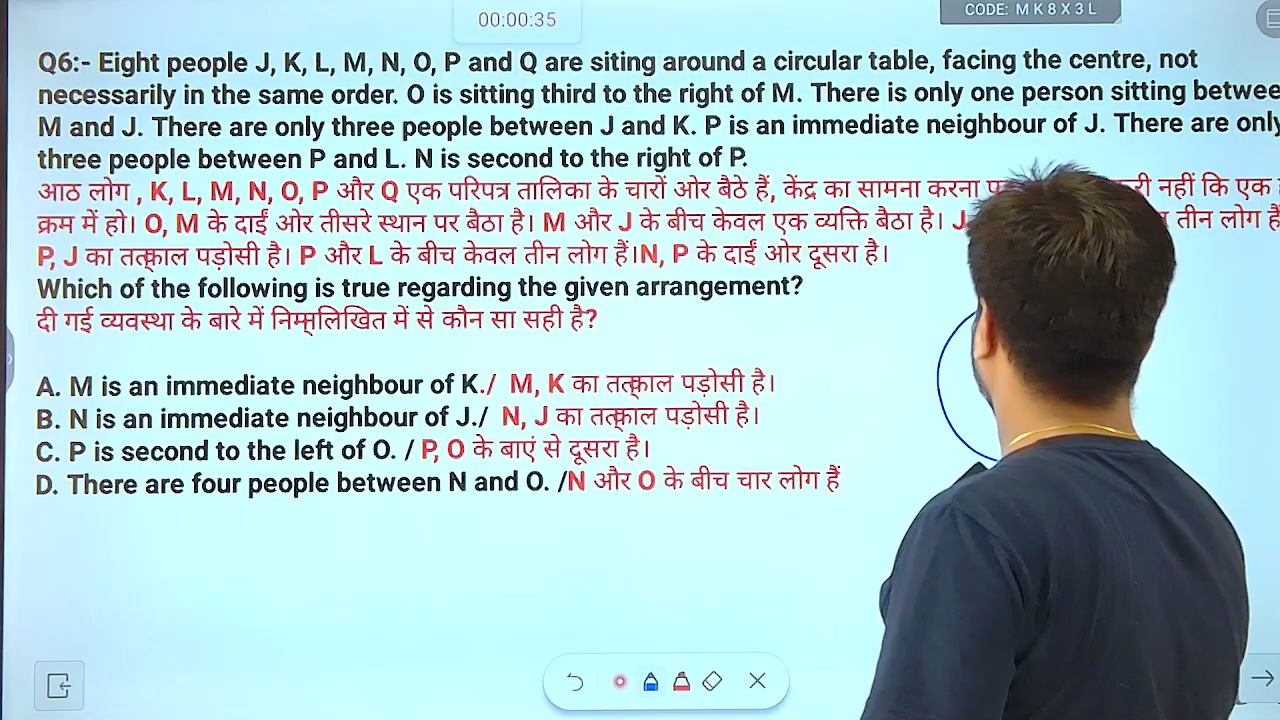 00:00:35
CODE: MK8X3L
Q6:- Eight people J, K, L, M, N, O, P and Q are siting around a circular table, facing the centre, not
necessarily in the same order. O is sitting third to the right of M. There is only one person sitting betwee
M and J. There are only three people between J and K. P is an immediate neighbour of J. There are only
three people between P and L. N is second to the right of P.
आठ लोग , K, L, M, N, O, P और Q एक परिपत्र तालिका के चारों ओर बैठे हैं, केंद्र का सामना करना नहीं कि एक
क्रम में हो। O, M के दाईं ओर तीसरे स्थान पर बैठा है। M और J के बीच केवल एक व्यक्ति बैठा है। J तीन लोग हैं
P, J का तत्काल पड़ोसी है। P और L के बीच केवल तीन लोग हैं।N, P के दाईं ओर दूसरा है।
Which of the following is true regarding the given arrangement?
दी गई व्यवस्था के बारे में निम्नलिखित में से कौन सा सही है?
A. M is an immediate neighbour of K./ M, K का तत्काल पड़ोसी है।
B. N is an immediate neighbour of J./ N, J का तत्काल पड़ोसी है।
C. P is second to the left of O. / P, O के बाएं से दूसरा है।
D. There are four people between N and O. /N और O के बीच चार लोग हैं